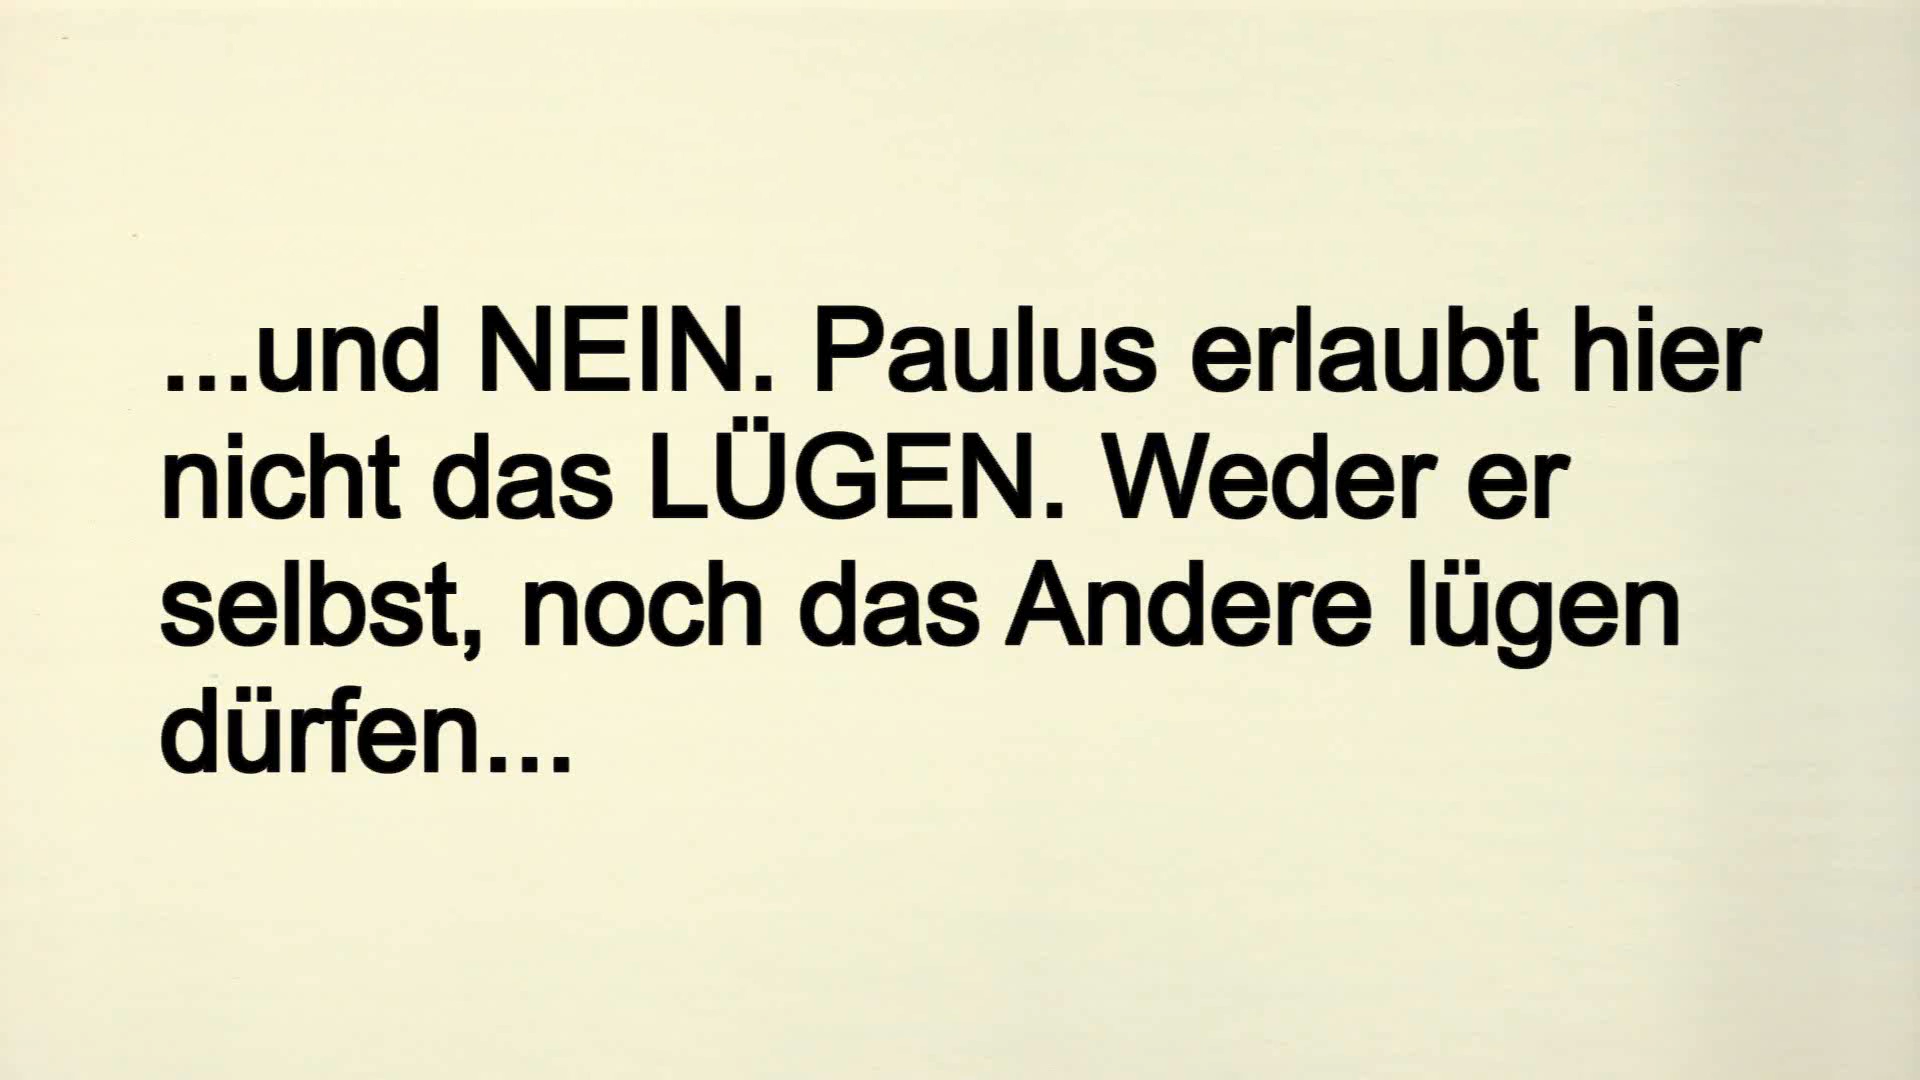 ...und NEIN. Paulus erlaubt hier
nicht das LÜGEN. Weder er
selbst, noch das Andere lügen
dürfen...